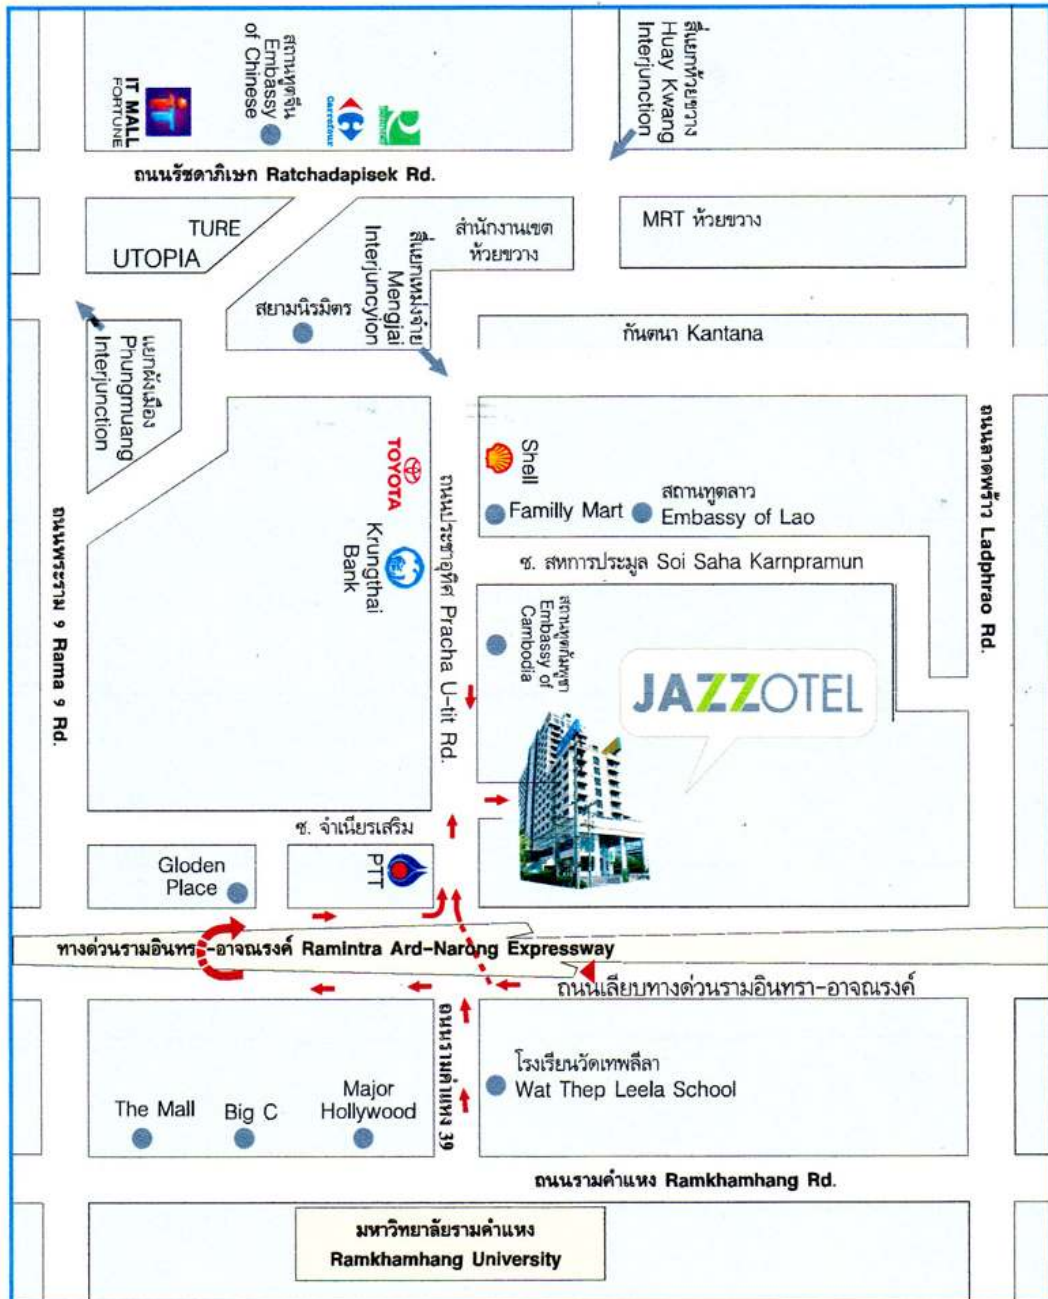 IT MALL
FORTUNE
สถานทูตจีน
Embassy
of Chinese
Carrefour
สี่แยกห้วยขวาง
Huay Kwang
Interjunction
ถนนรัชดาภิเษก Ratchadapisek Rd.
TURE
UTOPIA
สี่แยกเหม่งจ๋าย
Mengjai
Interjuncyion
สำนักงานเขต
ห้วยขวาง
MRT ห้วยขวาง
สยามนิรมิตร
กันตนา Kantana
แยกผังเมือง
Phungmuang
Interjunction
TOYOTA
Krungthai
Bank
ถนนประชาอุทิศ Pracha U-tit Rd.
Shell
Familly Mart
สถานทูตลาว
Embassy of Lao
ถนนลาดพร้าว Ladphrao Rd.
ถนนพระราม 9 Rama 9 Rd.
ซ. สหการประมูล Soi Saha Karnpramun
สถานทูตกัมพูชา
Embassy of
Cambodia
JAZZOTEL
ซ. จำเนียรเสริม
Gloden
Place
PTT
ทางด่วนรามอินทรา-อาจณรงค์ Ramintra Ard-Narong Expressway
ถนนเลียบทางด่วนรามอินทรา-อาจณรงค์
ถนนรามคำแหง 39
โรงเรียนวัดเทพลีลา
Wat Thep Leela School
The Mall
Big C
Major
Hollywood
ถนนรามคำแหง Ramkhamhang Rd.
มหาวิทยาลัยรามคำแหง
Ramkhamhang University